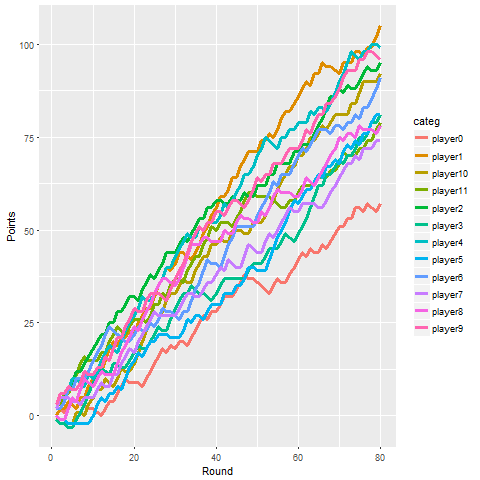 100
75
50
25
0
Points
0
20
40
60
80
Round
categ
player0
player1
player10
player11
player2
player3
player4
player5
player6
player7
player8
player9